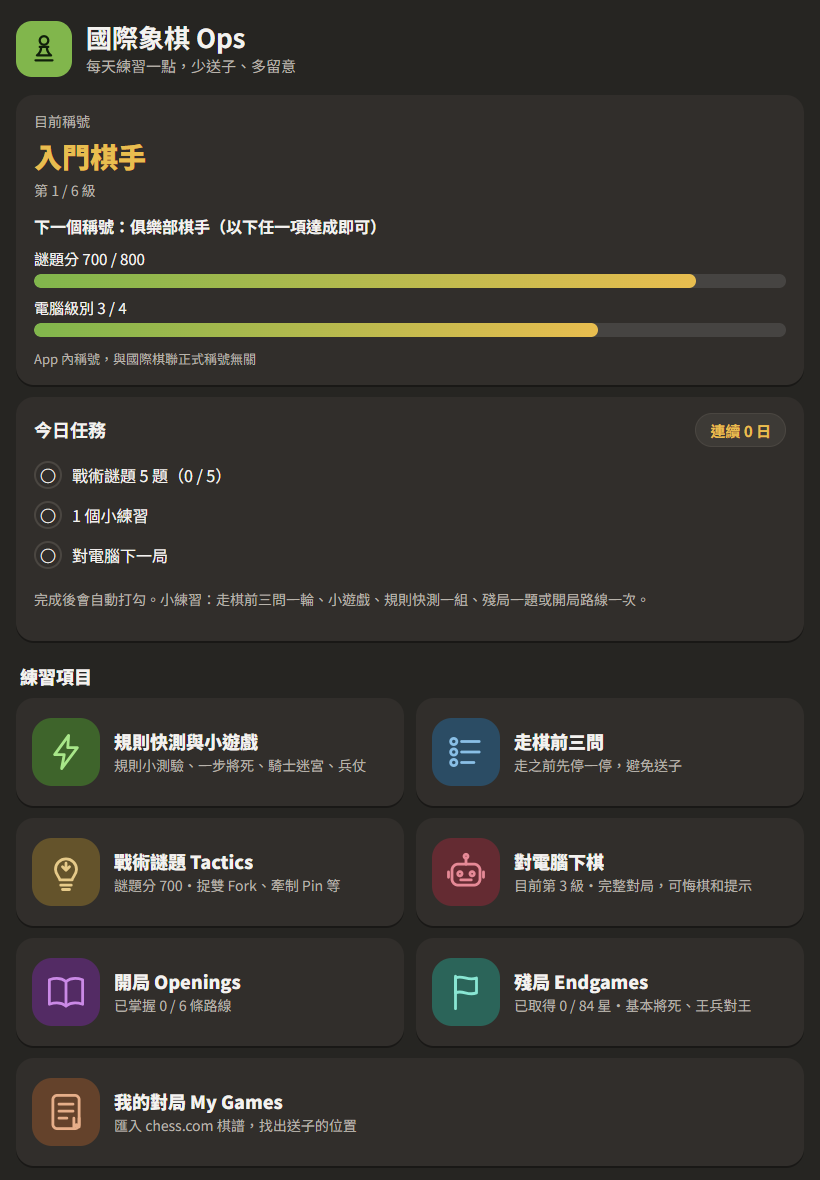 國際象棋 Ops
每天練習一點，少送子、多留意
目前稱號
入門棋手
第 1 / 6 級
下一個稱號：俱樂部棋手（以下任一項達成即可）
謎題分 700 / 800
電腦級別 3 / 4
App 內稱號，與國際棋聯正式稱號無關
今日任務
連續 0 日
戰術謎題 5 題（0 / 5）
1 個小練習
對電腦下一局
完成後會自動打勾。小練習：走棋前三問一輪、小遊戲、規則快測一組、殘局一題或開局路線一次。
練習項目
規則快測與小遊戲
規則小測驗、一步將死、騎士迷宮、兵仗
走棋前三問
走之前先停一停，避免送子
戰術謎題 Tactics
謎題分 700・捉雙 Fork、牽制 Pin 等
對電腦下棋
目前第 3 級・完整對局，可悔棋和提示
開局 Openings
已掌握 0 / 6 條路線
殘局 Endgames
已取得 0 / 84 星・基本將死、王兵對王
我的對局 My Games
匯入 chess.com 棋譜，找出送子的位置